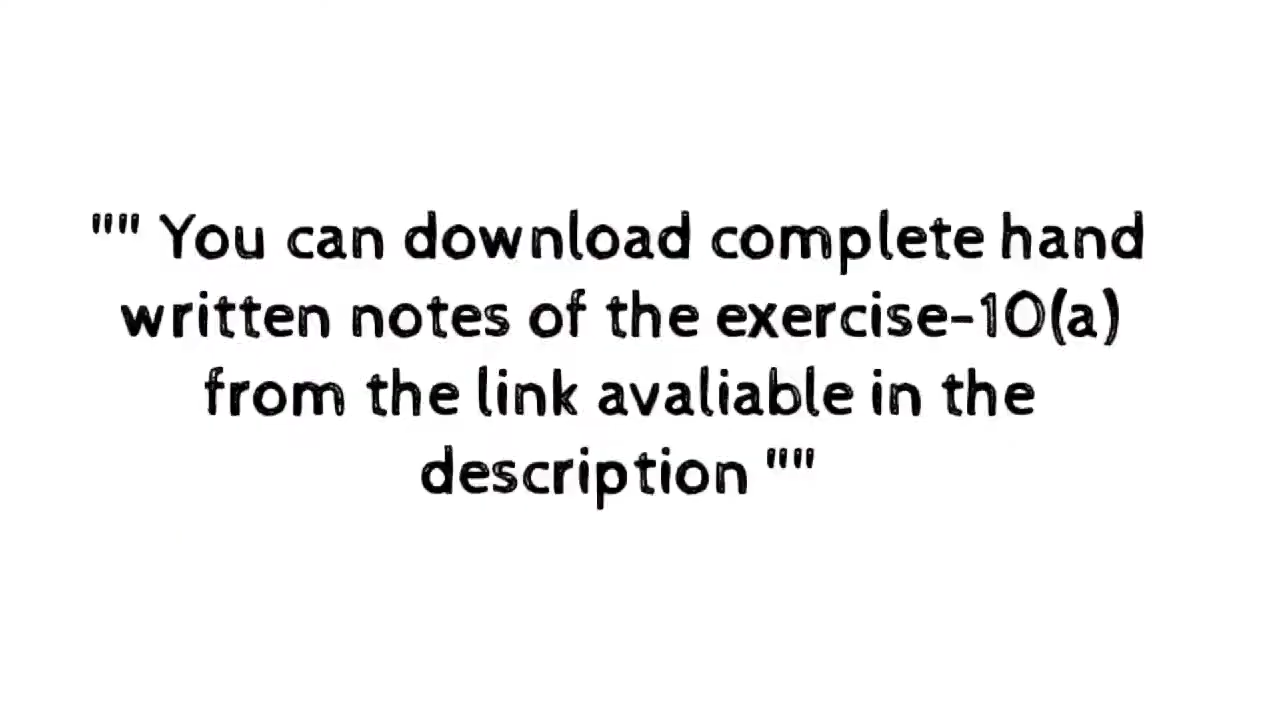 "" You can download complete hand
written notes of the exercise-10(a)
from the link avaliable in the
description ""